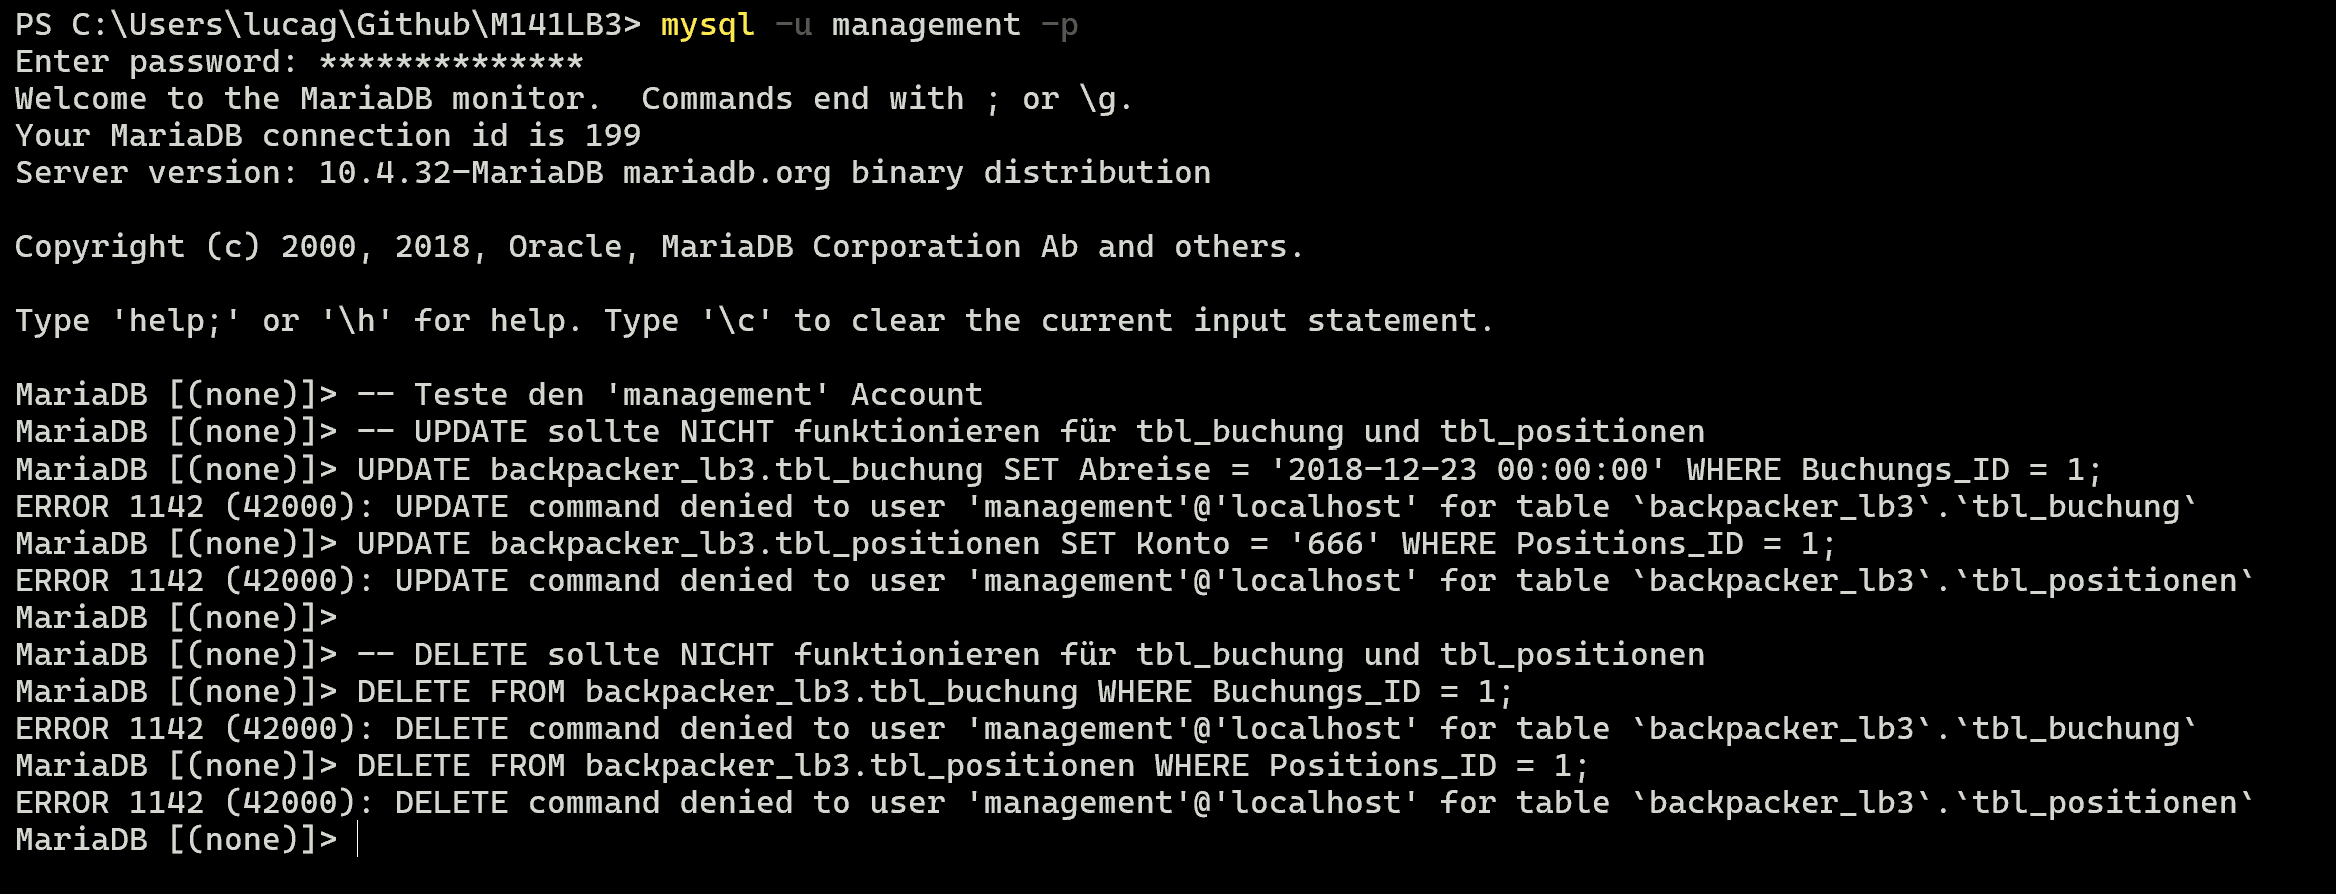 PS C:\Users\lucag\Github\M141LB3> mysql -u management -p
Enter password: **************
Welcome to the MariaDB monitor.  Commands end with ; or \g.
Your MariaDB connection id is 199
Server version: 10.4.32-MariaDB mariadb.org binary distribution

Copyright (c) 2000, 2018, Oracle, MariaDB Corporation Ab and others.

Type 'help;' or '\h' for help. Type '\c' to clear the current input statement.

MariaDB [(none)]> -- Teste den 'management' Account
MariaDB [(none)]> -- UPDATE sollte NICHT funktionieren für tbl_buchung und tbl_positionen
MariaDB [(none)]> UPDATE backpacker_lb3.tbl_buchung SET Abreise = '2018-12-23 00:00:00' WHERE Buchungs_ID = 1;
ERROR 1142 (42000): UPDATE command denied to user 'management'@'localhost' for table `backpacker_lb3`.`tbl_buchung`
MariaDB [(none)]> UPDATE backpacker_lb3.tbl_positionen SET Konto = '666' WHERE Positions_ID = 1;
ERROR 1142 (42000): UPDATE command denied to user 'management'@'localhost' for table `backpacker_lb3`.`tbl_positionen`
MariaDB [(none)]>
MariaDB [(none)]> -- DELETE sollte NICHT funktionieren für tbl_buchung und tbl_positionen
MariaDB [(none)]> DELETE FROM backpacker_lb3.tbl_buchung WHERE Buchungs_ID = 1;
ERROR 1142 (42000): DELETE command denied to user 'management'@'localhost' for table `backpacker_lb3`.`tbl_buchung`
MariaDB [(none)]> DELETE FROM backpacker_lb3.tbl_positionen WHERE Positions_ID = 1;
ERROR 1142 (42000): DELETE command denied to user 'management'@'localhost' for table `backpacker_lb3`.`tbl_positionen`
MariaDB [(none)]>